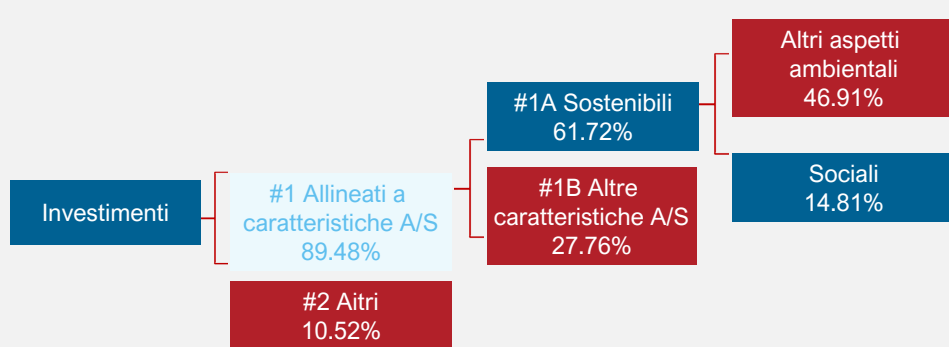 Investimenti
#1 Allineati a
caratteristiche A/S
89.48%
#2 Aitri
10.52%
#1A Sostenibili
61.72%
#1B Altre
caratteristiche A/S
27.76%
Altri aspetti
ambientali
46.91%
Sociali
14.81%